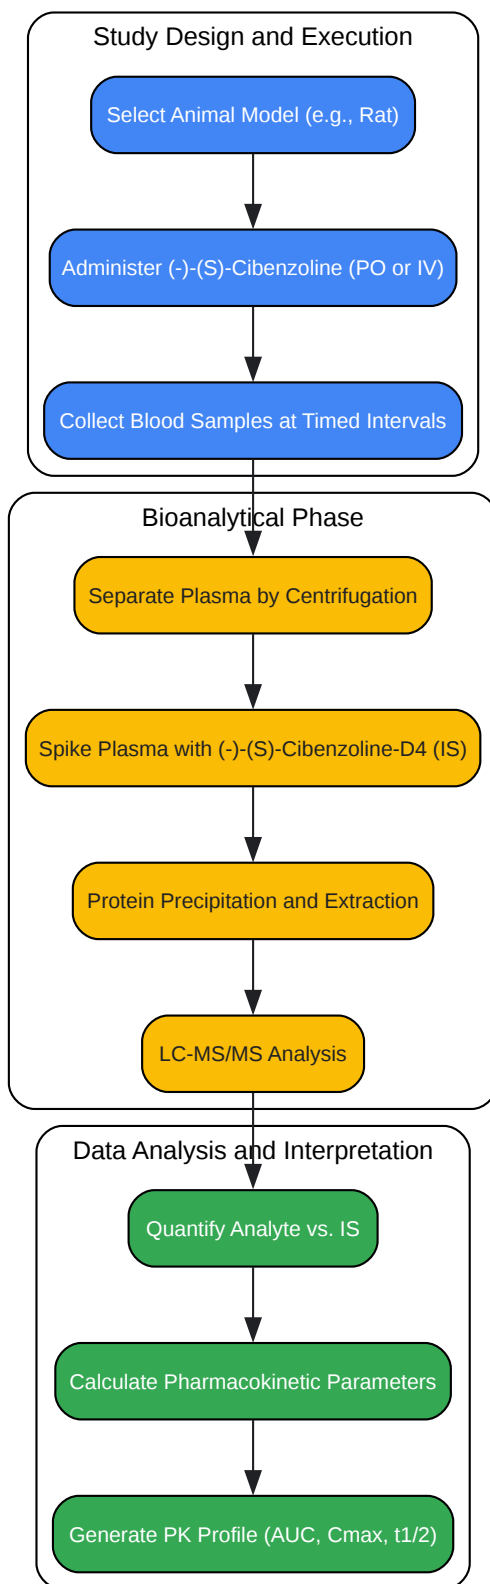 Study Design and Execution
Select Animal Model (e.g., Rat)
Administer (-)-(S)-Cibenzoline (PO or IV)
Collect Blood Samples at Timed Intervals
Bioanalytical Phase
Separate Plasma by Centrifugation
Spike Plasma with (-)-(S)-Cibenzoline-D4 (IS)
Protein Precipitation and Extraction
LC-MS/MS Analysis
Data Analysis and Interpretation
Quantify Analyte vs. IS
Calculate Pharmacokinetic Parameters
Generate PK Profile (AUC, Cmax, t1/2)